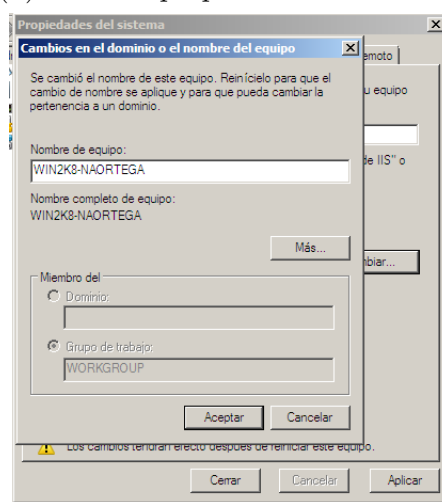 Propiedades del sistema
Cambios en el dominio o el nombre del equipo
emoto
Se cambió el nombre de este equipo. Reinícielo para que el
cambio de nombre se aplique y para que pueda cambiar la
pertenencia a un dominio.
u equipo
Nombre de equipo:
WIN2K8-NAORTEGA
de IIS" o
Nombre completo de equipo:
WIN2K8-NAORTEGA
Más...
biar...
Miembro del
Dominio:
Grupo de trabajo:
WORKGROUP
Aceptar
Cancelar
Los cambios tendrán efecto después de reiniciar este equipo.
Cerrar
Cancelar
Aplicar